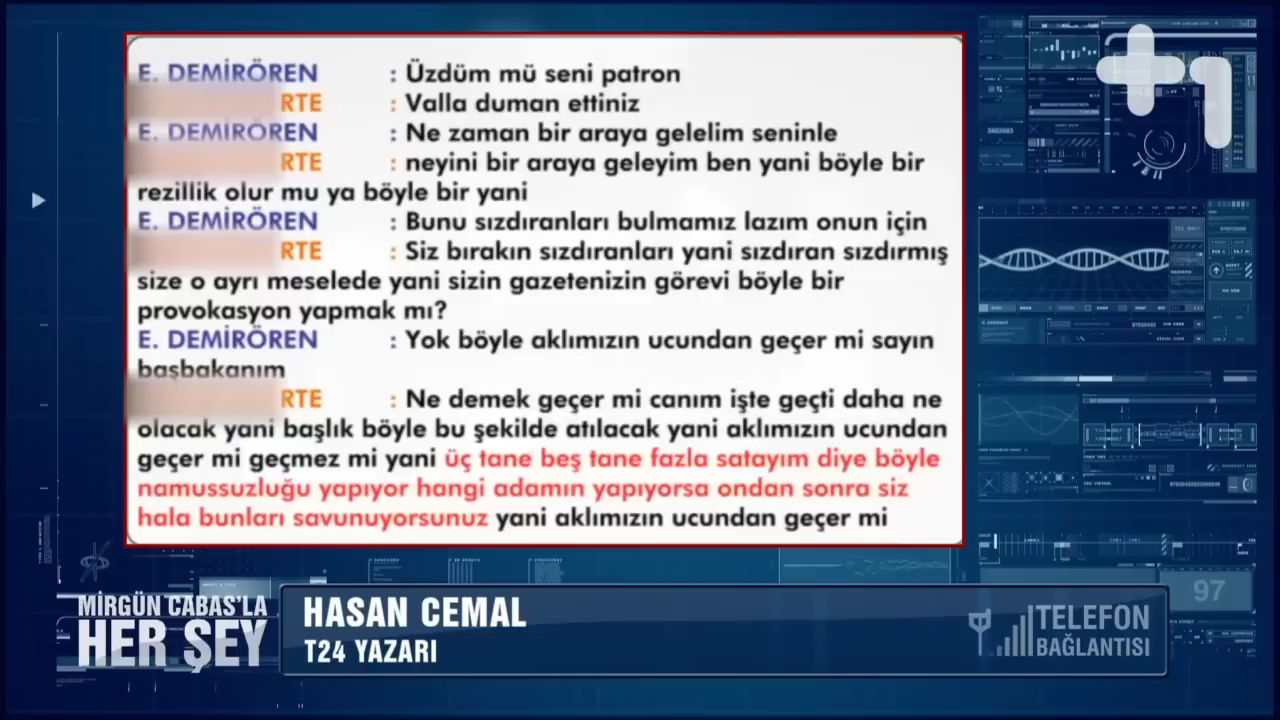 E. DEMİRÖREN : Üzdüm mü seni patron
RTE : Valla duman ettiniz
E. DEMİRÖREN : Ne zaman bir araya gelelim seninle
RTE : neyini bir araya geleyim ben yani böyle bir
rezillik olur mu ya böyle bir yani
E. DEMİRÖREN : Bunu sızdıranları bulmamız lazım onun için
RTE : Siz bırakın sızdıranları yani sızdıran sızdırmış
size o ayrı meselede yani sizin gazetenizin görevi böyle bir
provokasyon yapmak mı?
E. DEMİRÖREN : Yok böyle aklımızın ucundan geçer mi sayın
başbakanım
RTE : Ne demek geçer mi canım işte geçti daha ne
olacak yani başlık böyle bu şekilde atılacak yani aklımızın ucundan
geçer mi geçmez mi yani üç tane beş tane fazla satayım diye böyle
namussuzluğu yapıyor hangi adamın yapıyorsa ondan sonra siz
hala bunları savunuyorsunuz yani aklımızın ucundan geçer mi
+1
97
MİRGÜN CABAS'LA
HER ŞEY
HASAN CEMAL
T24 YAZARI
TELEFON
BAĞLANTISI